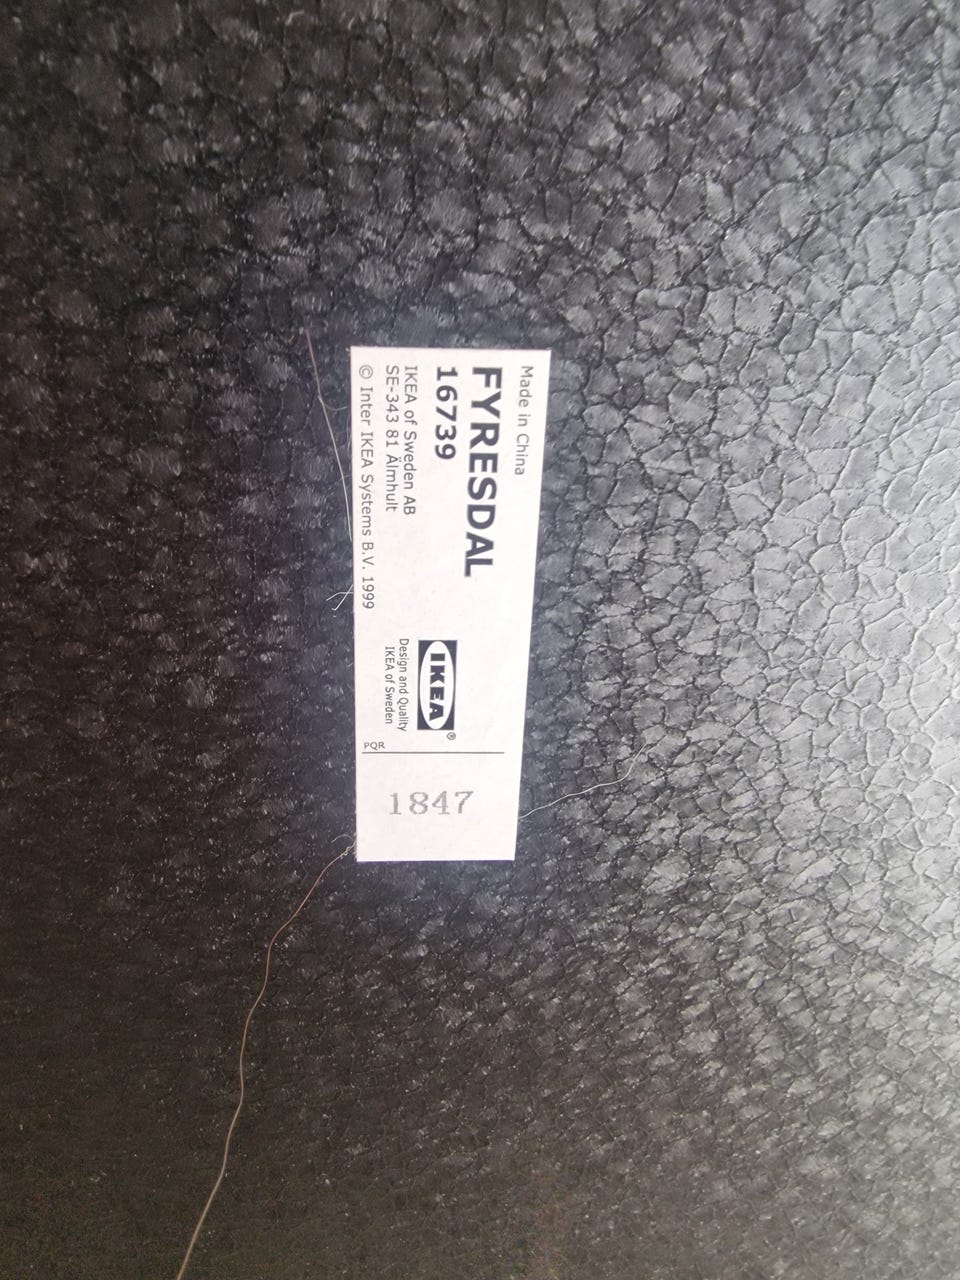 Made in China
FYRESDAL
16739
IKEA of Sweden AB
SE-343 81 Älmhult
© Inter IKEA Systems B.V. 1999
IKEA®
Design and Quality
IKEA of Sweden
PQR
1847